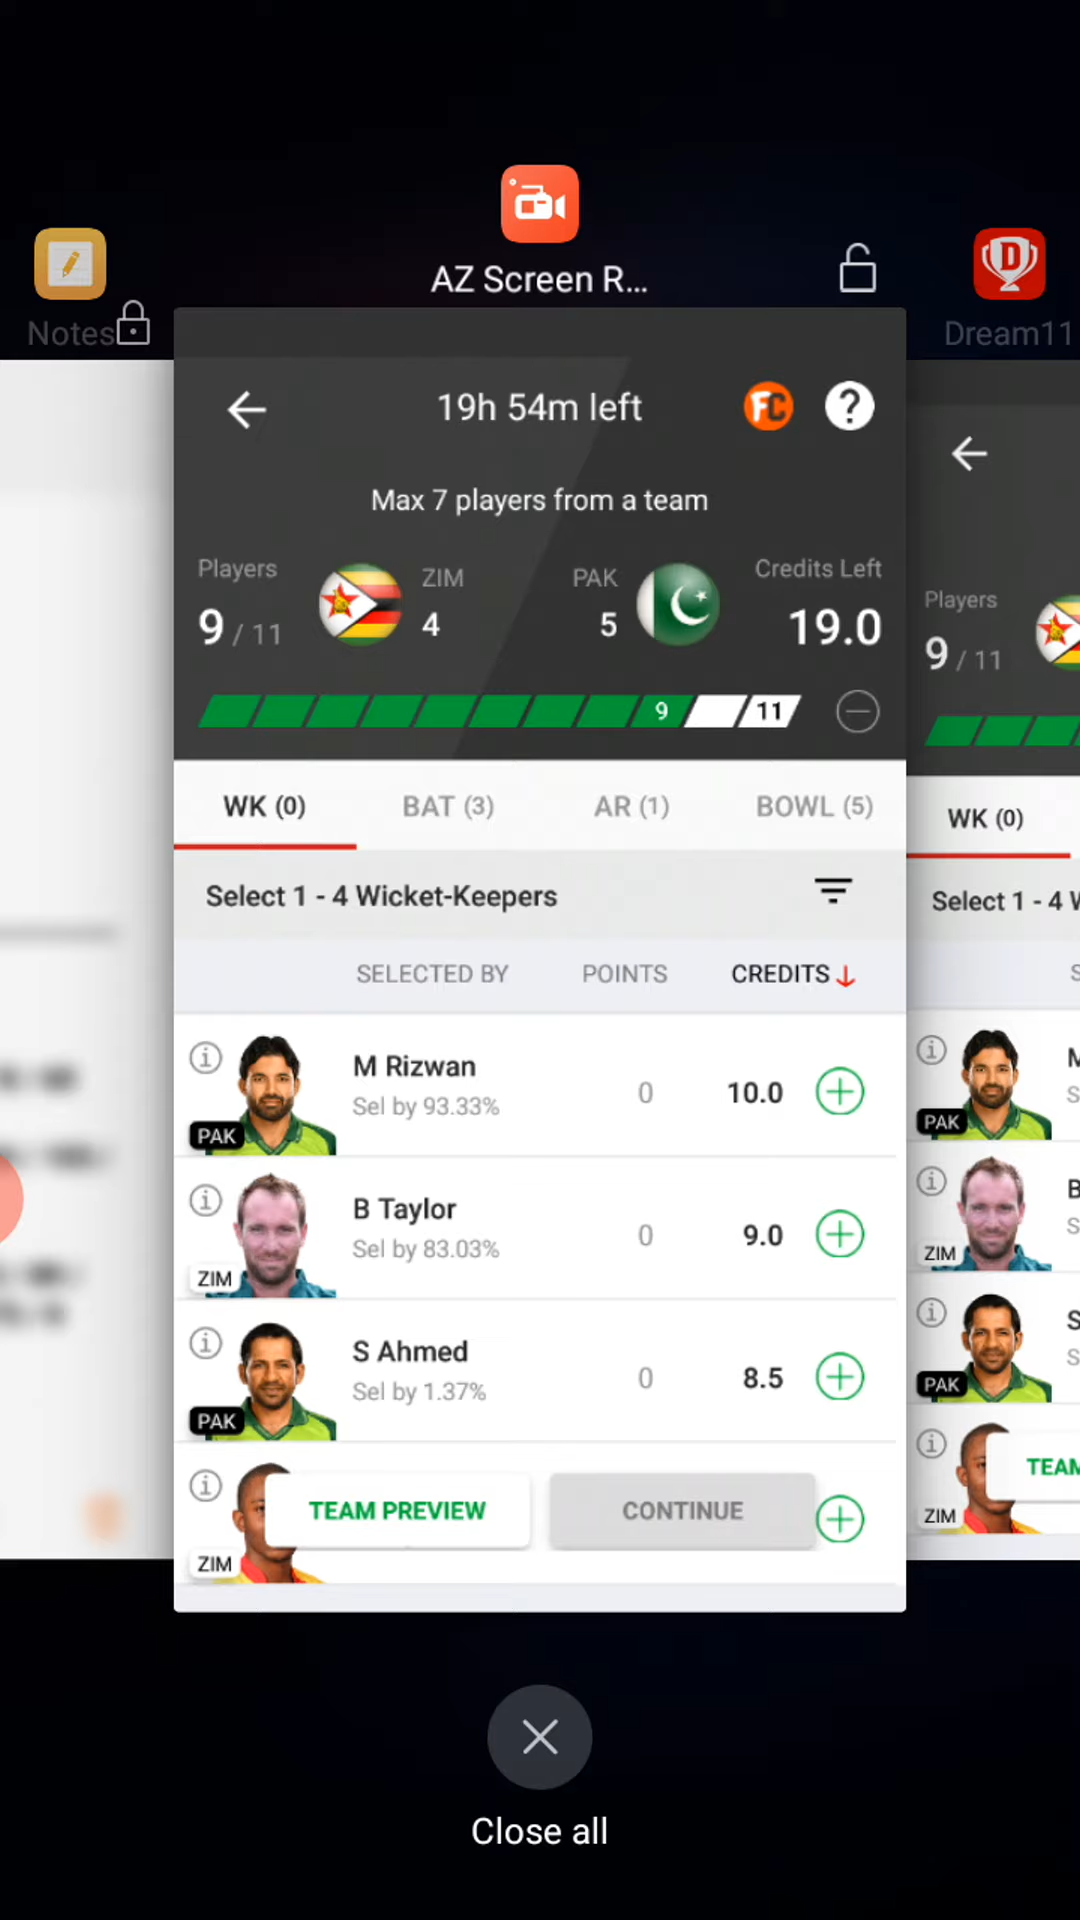 AZ Screen R...
Notes
Dream11
19h 54m left
FC
?
Max 7 players from a team
Players
9 / 11
ZIM
4
PAK
5
Credits Left
19.0
9
11
WK (0)
BAT (3)
AR (1)
BOWL (5)
Select 1 - 4 Wicket-Keepers
SELECTED BY
POINTS
CREDITS
M Rizwan
Sel by 93.33%
0
10.0
PAK
B Taylor
Sel by 83.03%
0
9.0
ZIM
S Ahmed
Sel by 1.37%
0
8.5
PAK
ZIM
TEAM PREVIEW
CONTINUE
Players
9 / 11
WK (0)
Select 1 - 4 W
S
M
S
PAK
B
S
ZIM
S
S
PAK
ZIM
TEAM
Close all